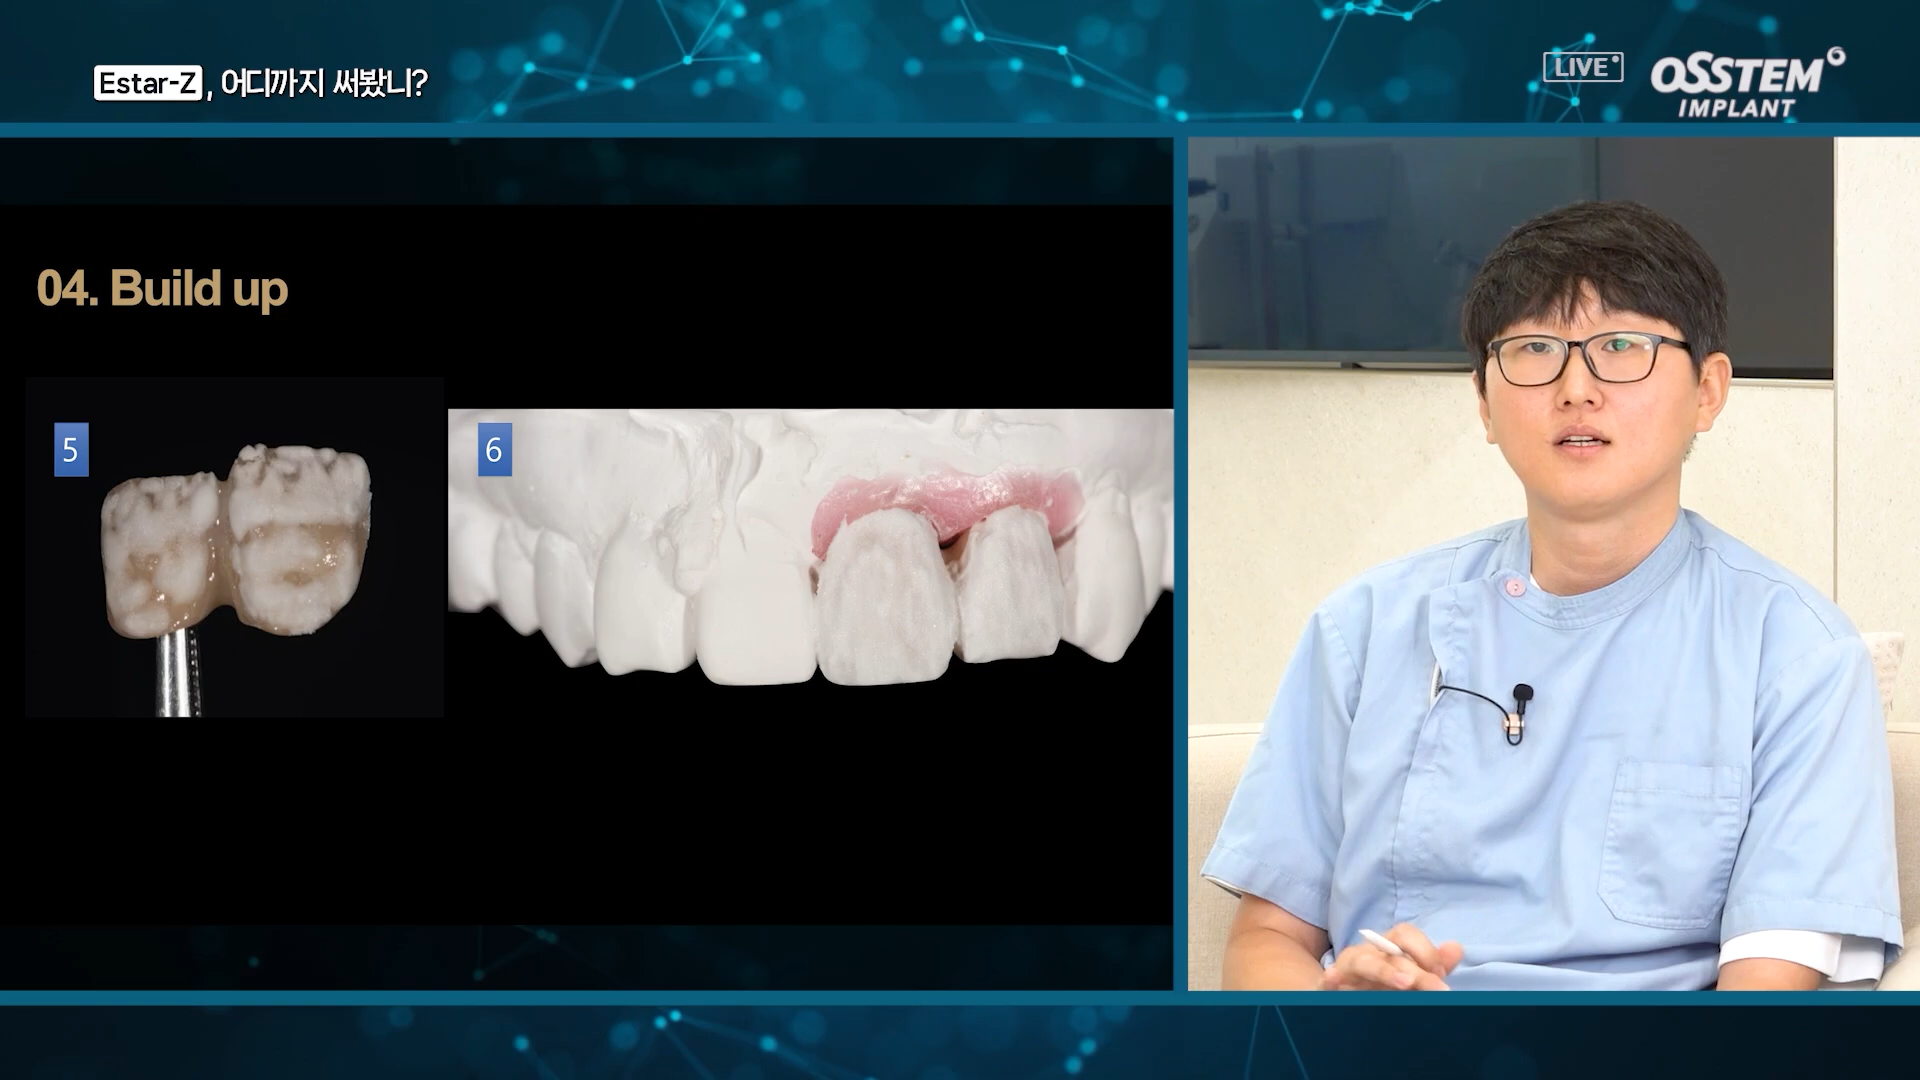 Estar-Z, 어디까지 써봤니?
LIVE
OSSTEM
IMPLANT
04. Build up
5
6